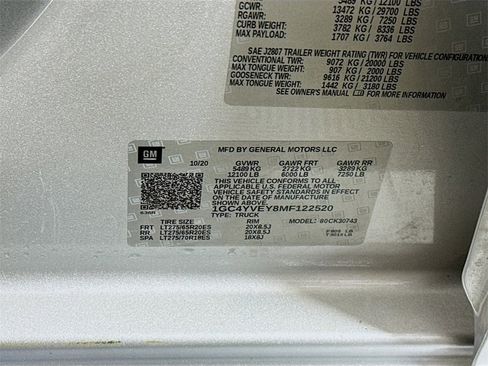 5489 KG / 12100 LBS
GCWR: 13472 KG / 29700 LBS
RGAWR: 3289 KG / 7250 LBS
CURB WEIGHT: 3782 KG / 8336 LBS
MAX PAYLOAD: 1707 KG / 3764 LBS
SAE J2807 TRAILER WEIGHT RATING (TWR) FOR VEHICLE CONFIGURATION
CONVENTIONAL TWR: 9072 KG / 20000 LBS
MAX TONGUE WEIGHT: 907 KG / 2000 LBS
GOOSENECK TWR: 9616 KG / 21200 LBS
MAX TONGUE WEIGHT: 1442 KG / 3180 LBS
SEE OWNER'S MANUAL FOR MORE INFORMATION
GM
MFD BY GENERAL MOTORS LLC
10/20 GVWR GAWR FRT GAWR RR
5489 KG 2722 KG 3289 KG
12100 LB 6000 LB 7250 LB
THIS VEHICLE CONFORMS TO ALL
APPLICABLE U.S. FEDERAL MOTOR
VEHICLE SAFETY STANDARDS IN EFFECT
ON THE DATE OF MANUFACTURE
SHOWN ABOVE.
1GC4YVEY8MF122520
TYPE: TRUCK MODEL: 80CK30743
TIRE SIZE RIM
FRT LT275/65R20ES 20X8.5J
RR LT275/65R20ES 20X8.5J
SPA LT275/70R18ES 18X8J